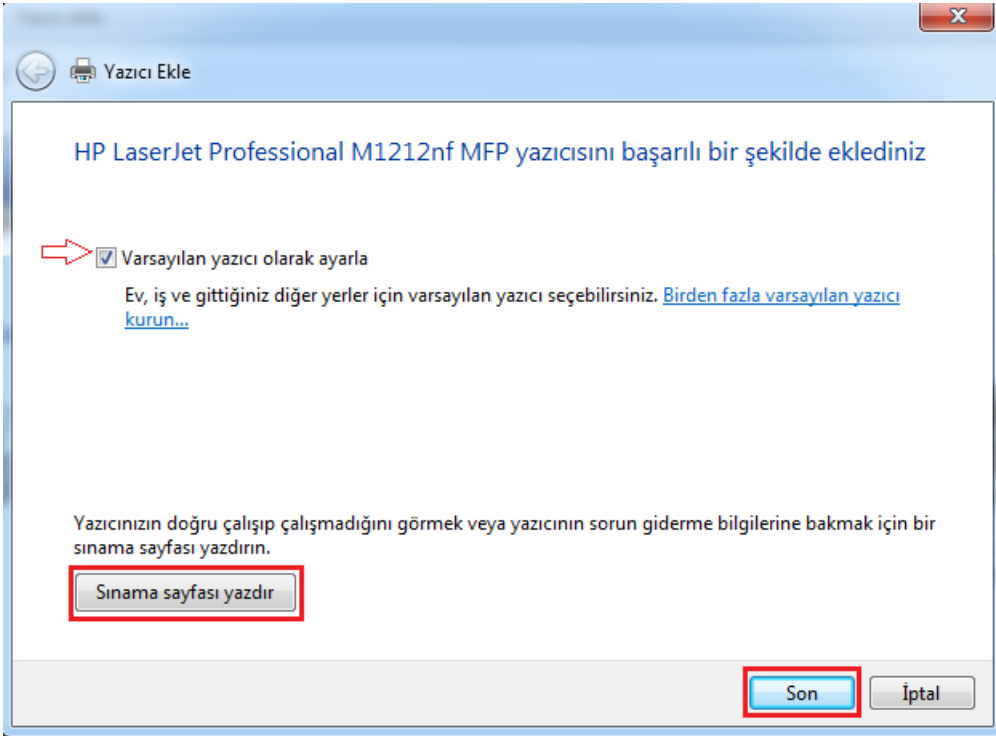 Yazıcı Ekle
HP LaserJet Professional M1212nf MFP yazıcısını başarılı bir şekilde eklediniz
Varsayılan yazıcı olarak ayarla
Ev, iş ve gittiğiniz diğer yerler için varsayılan yazıcı seçebilirsiniz. Birden fazla varsayılan yazıcı
kurun...
Yazıcınızın doğru çalışıp çalışmadığını görmek veya yazıcının sorun giderme bilgilerine bakmak için bir
sınama sayfası yazdırın.
Sınama sayfası yazdır
Son
İptal